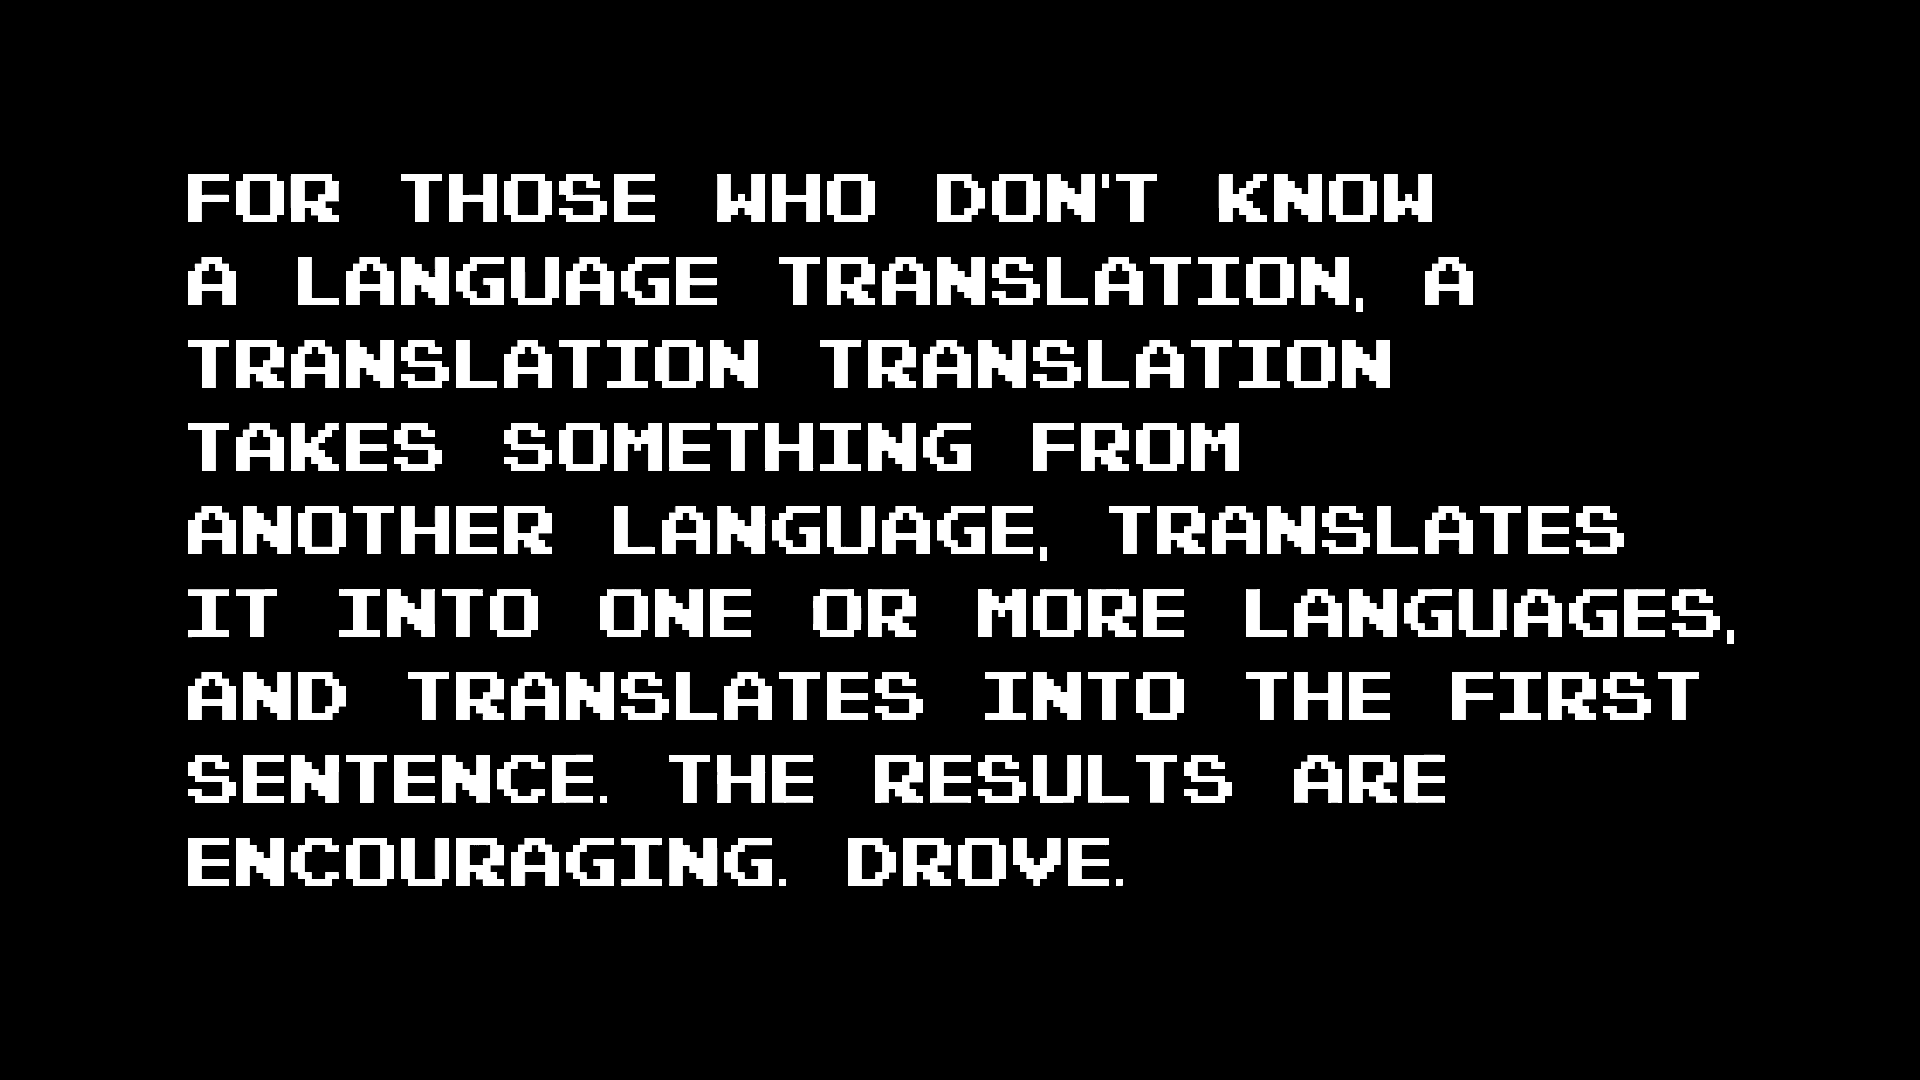 FOR THOSE WHO DON'T KNOW
A LANGUAGE TRANSLATION, A
TRANSLATION TRANSLATION
TAKES SOMETHING FROM
ANOTHER LANGUAGE, TRANSLATES
IT INTO ONE OR MORE LANGUAGES,
AND TRANSLATES INTO THE FIRST
SENTENCE. THE RESULTS ARE
ENCOURAGING. DROVE.